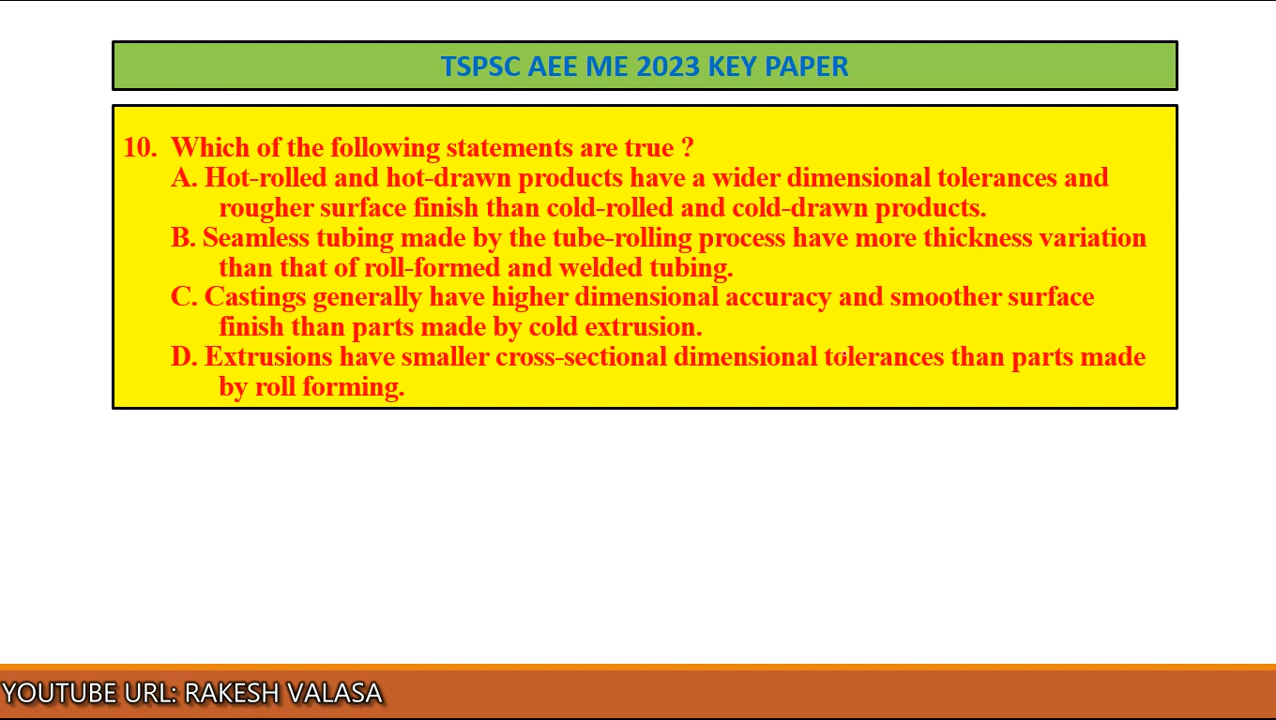 TSPSC AEE ME 2023 KEY PAPER
10. Which of the following statements are true ?
A. Hot-rolled and hot-drawn products have a wider dimensional tolerances and
rougher surface finish than cold-rolled and cold-drawn products.
B. Seamless tubing made by the tube-rolling process have more thickness variation
than that of roll-formed and welded tubing.
C. Castings generally have higher dimensional accuracy and smoother surface
finish than parts made by cold extrusion.
D. Extrusions have smaller cross-sectional dimensional tolerances than parts made
by roll forming.
YOUTUBE URL: RAKESH VALASA